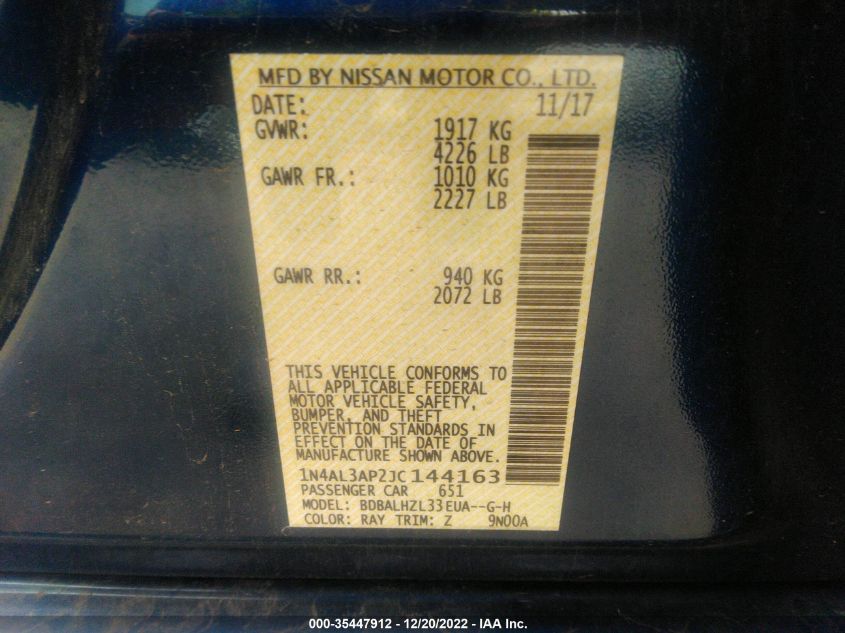 MFD BY NISSAN MOTOR CO., LTD.
DATE: 11/17
GVWR: 1917 KG
4226 LB
GAWR FR.: 1010 KG
2227 LB
GAWR RR.: 940 KG
2072 LB
THIS VEHICLE CONFORMS TO
ALL APPLICABLE FEDERAL
MOTOR VEHICLE SAFETY,
BUMPER, AND THEFT
PREVENTION STANDARDS IN
EFFECT ON THE DATE OF
MANUFACTURE SHOWN ABOVE.
1N4AL3AP2JC144163
PASSENGER CAR 651
MODEL: BDBALHZL33EUA--G-H
COLOR: RAY TRIM: Z 9N00A
000-35447912 - 12/20/2022 - IAA Inc.